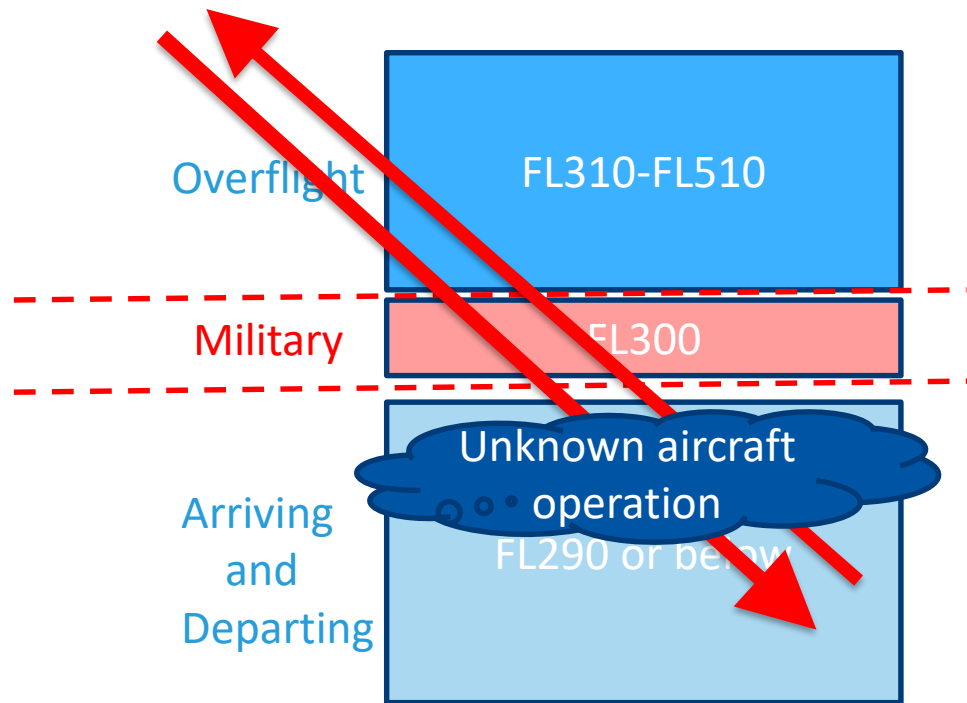 Overflight
FL310-FL510
Military
FL300
Unknown aircraft
operation
Arriving
and
Departing
FL290 or below